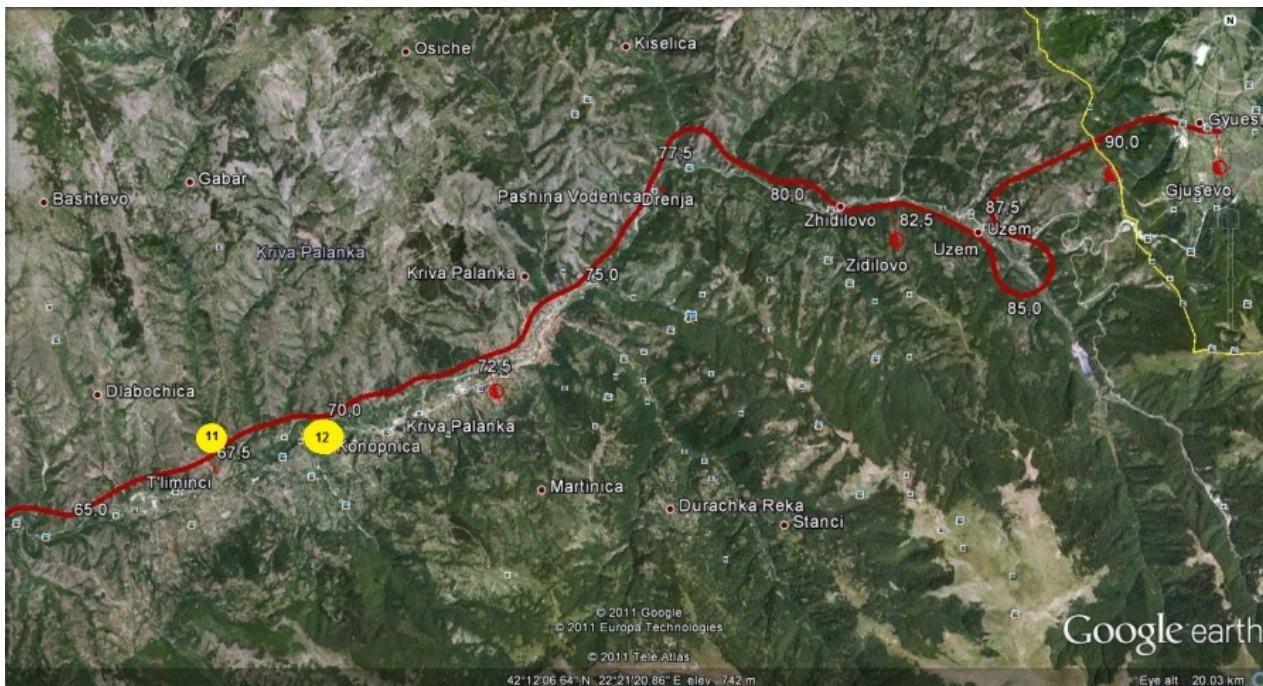 N
Kiselica
Osiche
Gyues
90,0
77,5
Gjusevo
Gabar
Pashina Vodenica
Drenja
80,0
Bashtevo
87,5
Zhidilovo
82,5
Uzem
Uzem
Kriva Palanka
Zidilovo
Kriva Palanka
75,0
85,0
72,5
Dlabochica
70,0
Kriva Palanka
11
12
Konopnica
67,5
T'liminci
Martinica
65,0
Durachka Reka
Stanci
© 2011 Google
© 2011 Europa Technologies
Google earth
© 2011 Tele Atlas
42°12'06.64" N 22°21'20.86" E elev 742 m
Eye alt 20.03 km